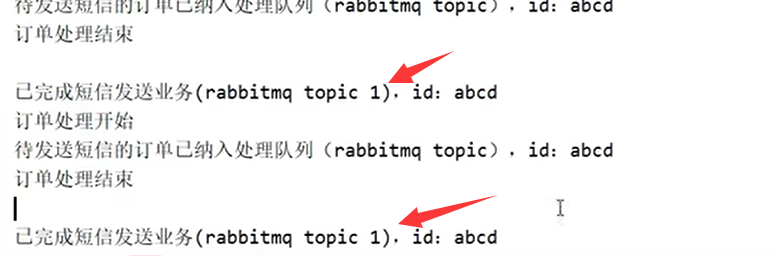 待发送短信的订单已纳入处理队列（rabbitmq topic），id：abcd
订单处理结束
已完成短信发送业务(rabbitmq topic 1)，id：abcd
订单处理开始
待发送短信的订单已纳入处理队列（rabbitmq topic），id：abcd
订单处理结束
已完成短信发送业务(rabbitmq topic 1)，id：abcd